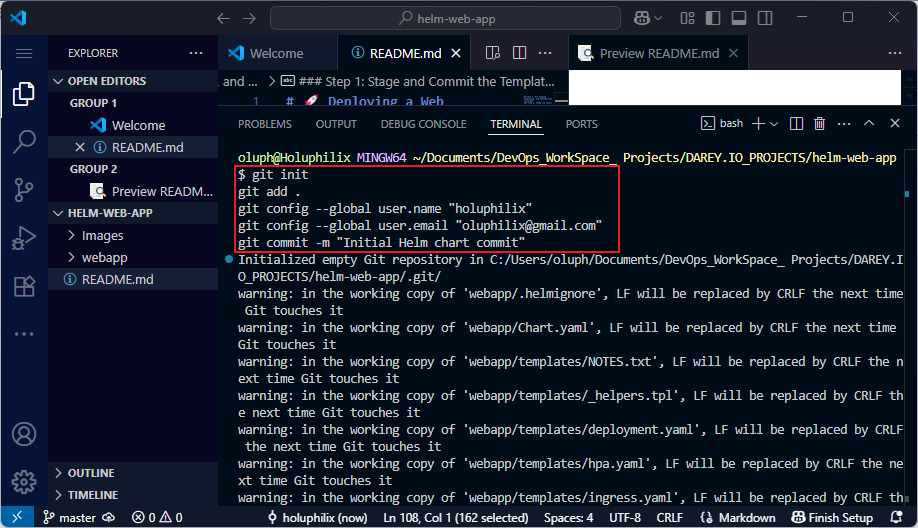 helm-web-app
EXPLORER
OPEN EDITORS
GROUP 1
Welcome
README.md
GROUP 2
Preview READM...
HELM-WEB-APP
Images
webapp
README.md
OUTLINE
TIMELINE
Welcome
README.md
Preview README.md
and ... > ### Step 1: Stage and Commit the Templat...
1 # 🚀 Deploying a Web
PROBLEMS OUTPUT DEBUG CONSOLE TERMINAL PORTS
bash
oluph@Holuphilix MINGW64 ~/Documents/DevOps_WorkSpace_ Projects/DAREY.IO_PROJECTS/helm-web-app
$ git init
git add .
git config --global user.name "holuphilix"
git config --global user.email "oluphilix@gmail.com"
git commit -m "Initial Helm chart commit"
Initialized empty Git repository in C:/Users/oluph/Documents/DevOps_WorkSpace_ Projects/DAREY.I
O_PROJECTS/helm-web-app/.git/
warning: in the working copy of 'webapp/.helmignore', LF will be replaced by CRLF the next time
Git touches it
warning: in the working copy of 'webapp/Chart.yaml', LF will be replaced by CRLF the next time
Git touches it
warning: in the working copy of 'webapp/templates/NOTES.txt', LF will be replaced by CRLF the n
ext time Git touches it
warning: in the working copy of 'webapp/templates/_helpers.tpl', LF will be replaced by CRLF th
e next time Git touches it
warning: in the working copy of 'webapp/templates/deployment.yaml', LF will be replaced by CRLF
the next time Git touches it
warning: in the working copy of 'webapp/templates/hpa.yaml', LF will be replaced by CRLF the ne
xt time Git touches it
warning: in the working copy of 'webapp/templates/ingress.yaml', LF will be replaced by CRLF
master 0 0 holuphilix (now) Ln 108, Col 1 (162 selected) Spaces: 4 UTF-8 CRLF Markdown Finish Setup